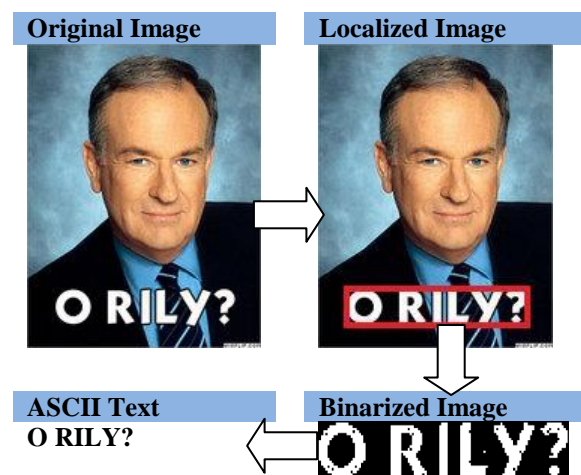 Original Image
Localized Image
O RILY?
O RILY?
ASCII Text
Binarized Image
O RILY?
O RILY?